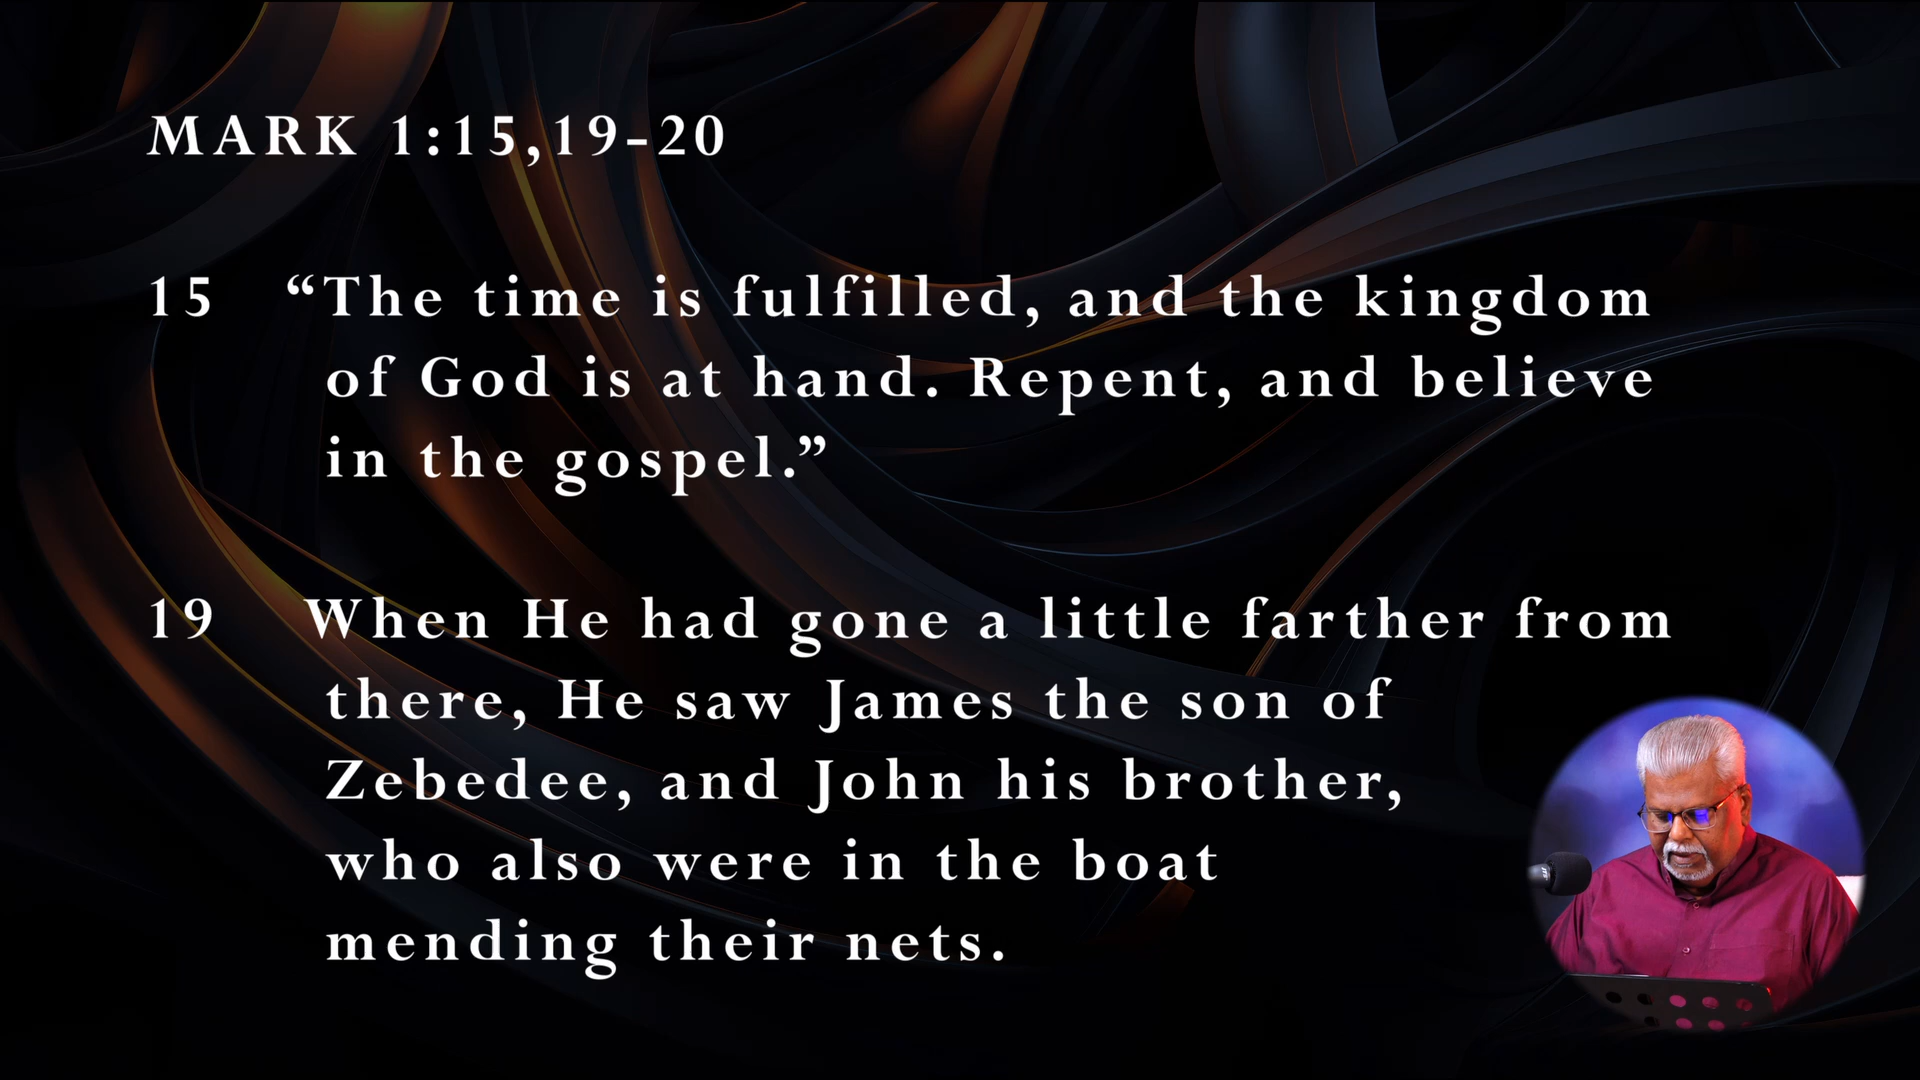 MARK 1:15,19-20
15 “The time is fulfilled, and the kingdom
of God is at hand. Repent, and believe
in the gospel.”
19 When He had gone a little farther from
there, He saw James the son of
Zebedee, and John his brother,
who also were in the boat
mending their nets.